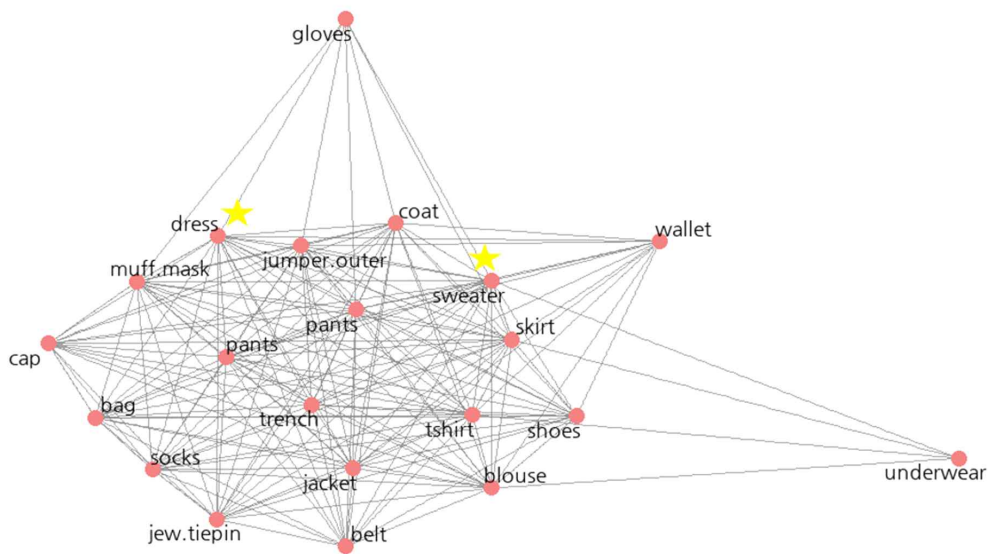 gloves
coat
dress
wallet
jumper.outer
muff.mask
sweater
pants
skirt
pants
cap
bag
trench
tshirt
shoes
socks
underwear
blouse
jacket
jew.tiepin
belt